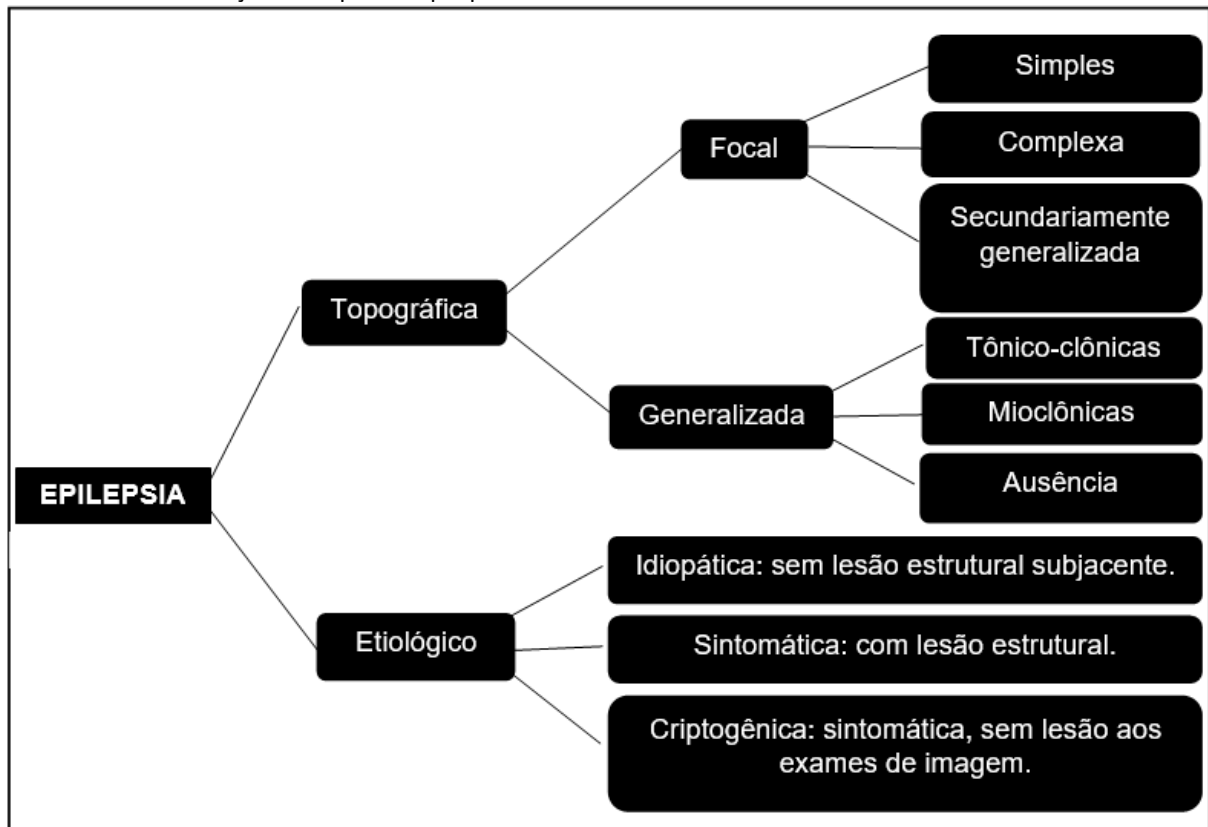 Simples
Focal
Complexa
Secundariamente
generalizada
Topográfica
Tônico-clônicas
Generalizada
Mioclônicas
Ausência
EPILEPSIA
Idiopática: sem lesão estrutural subjacente.
Etiológico
Sintomática: com lesão estrutural.
Criptogênica: sintomática, sem lesão aos
exames de imagem.